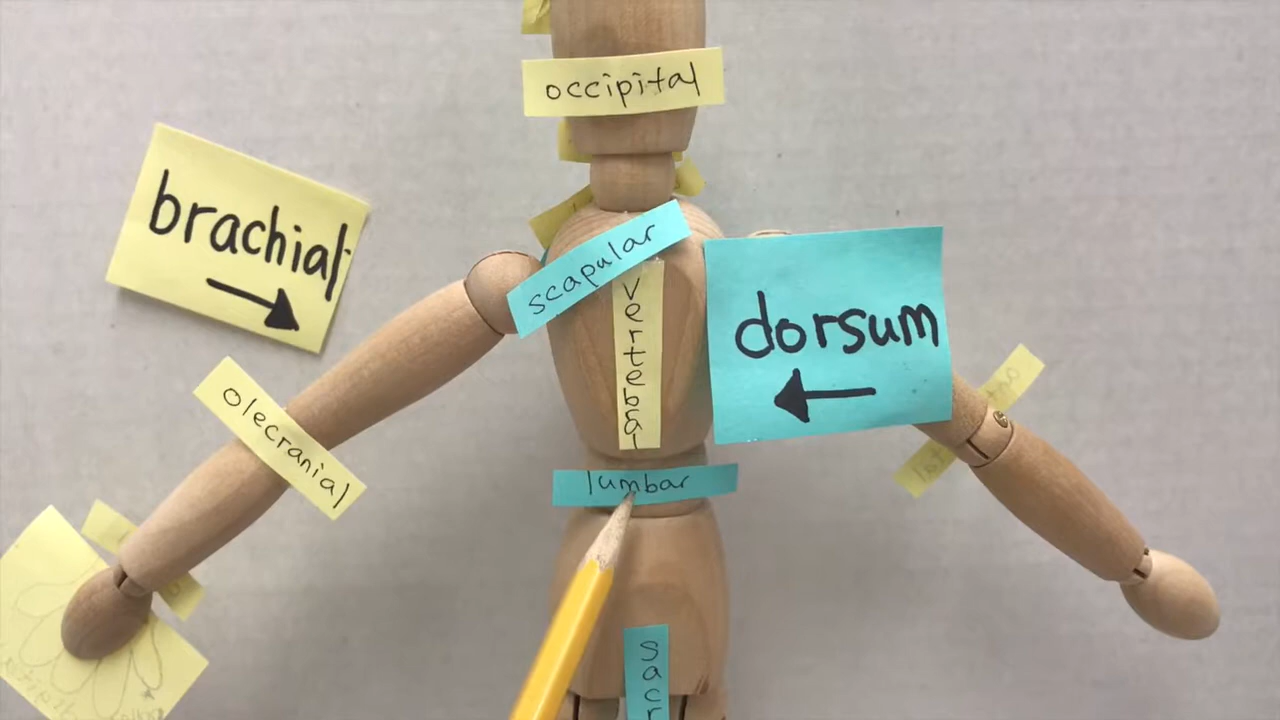 occipital
brachial
scapular
vertebral
dorsum
olecranial
lumbar
sacr